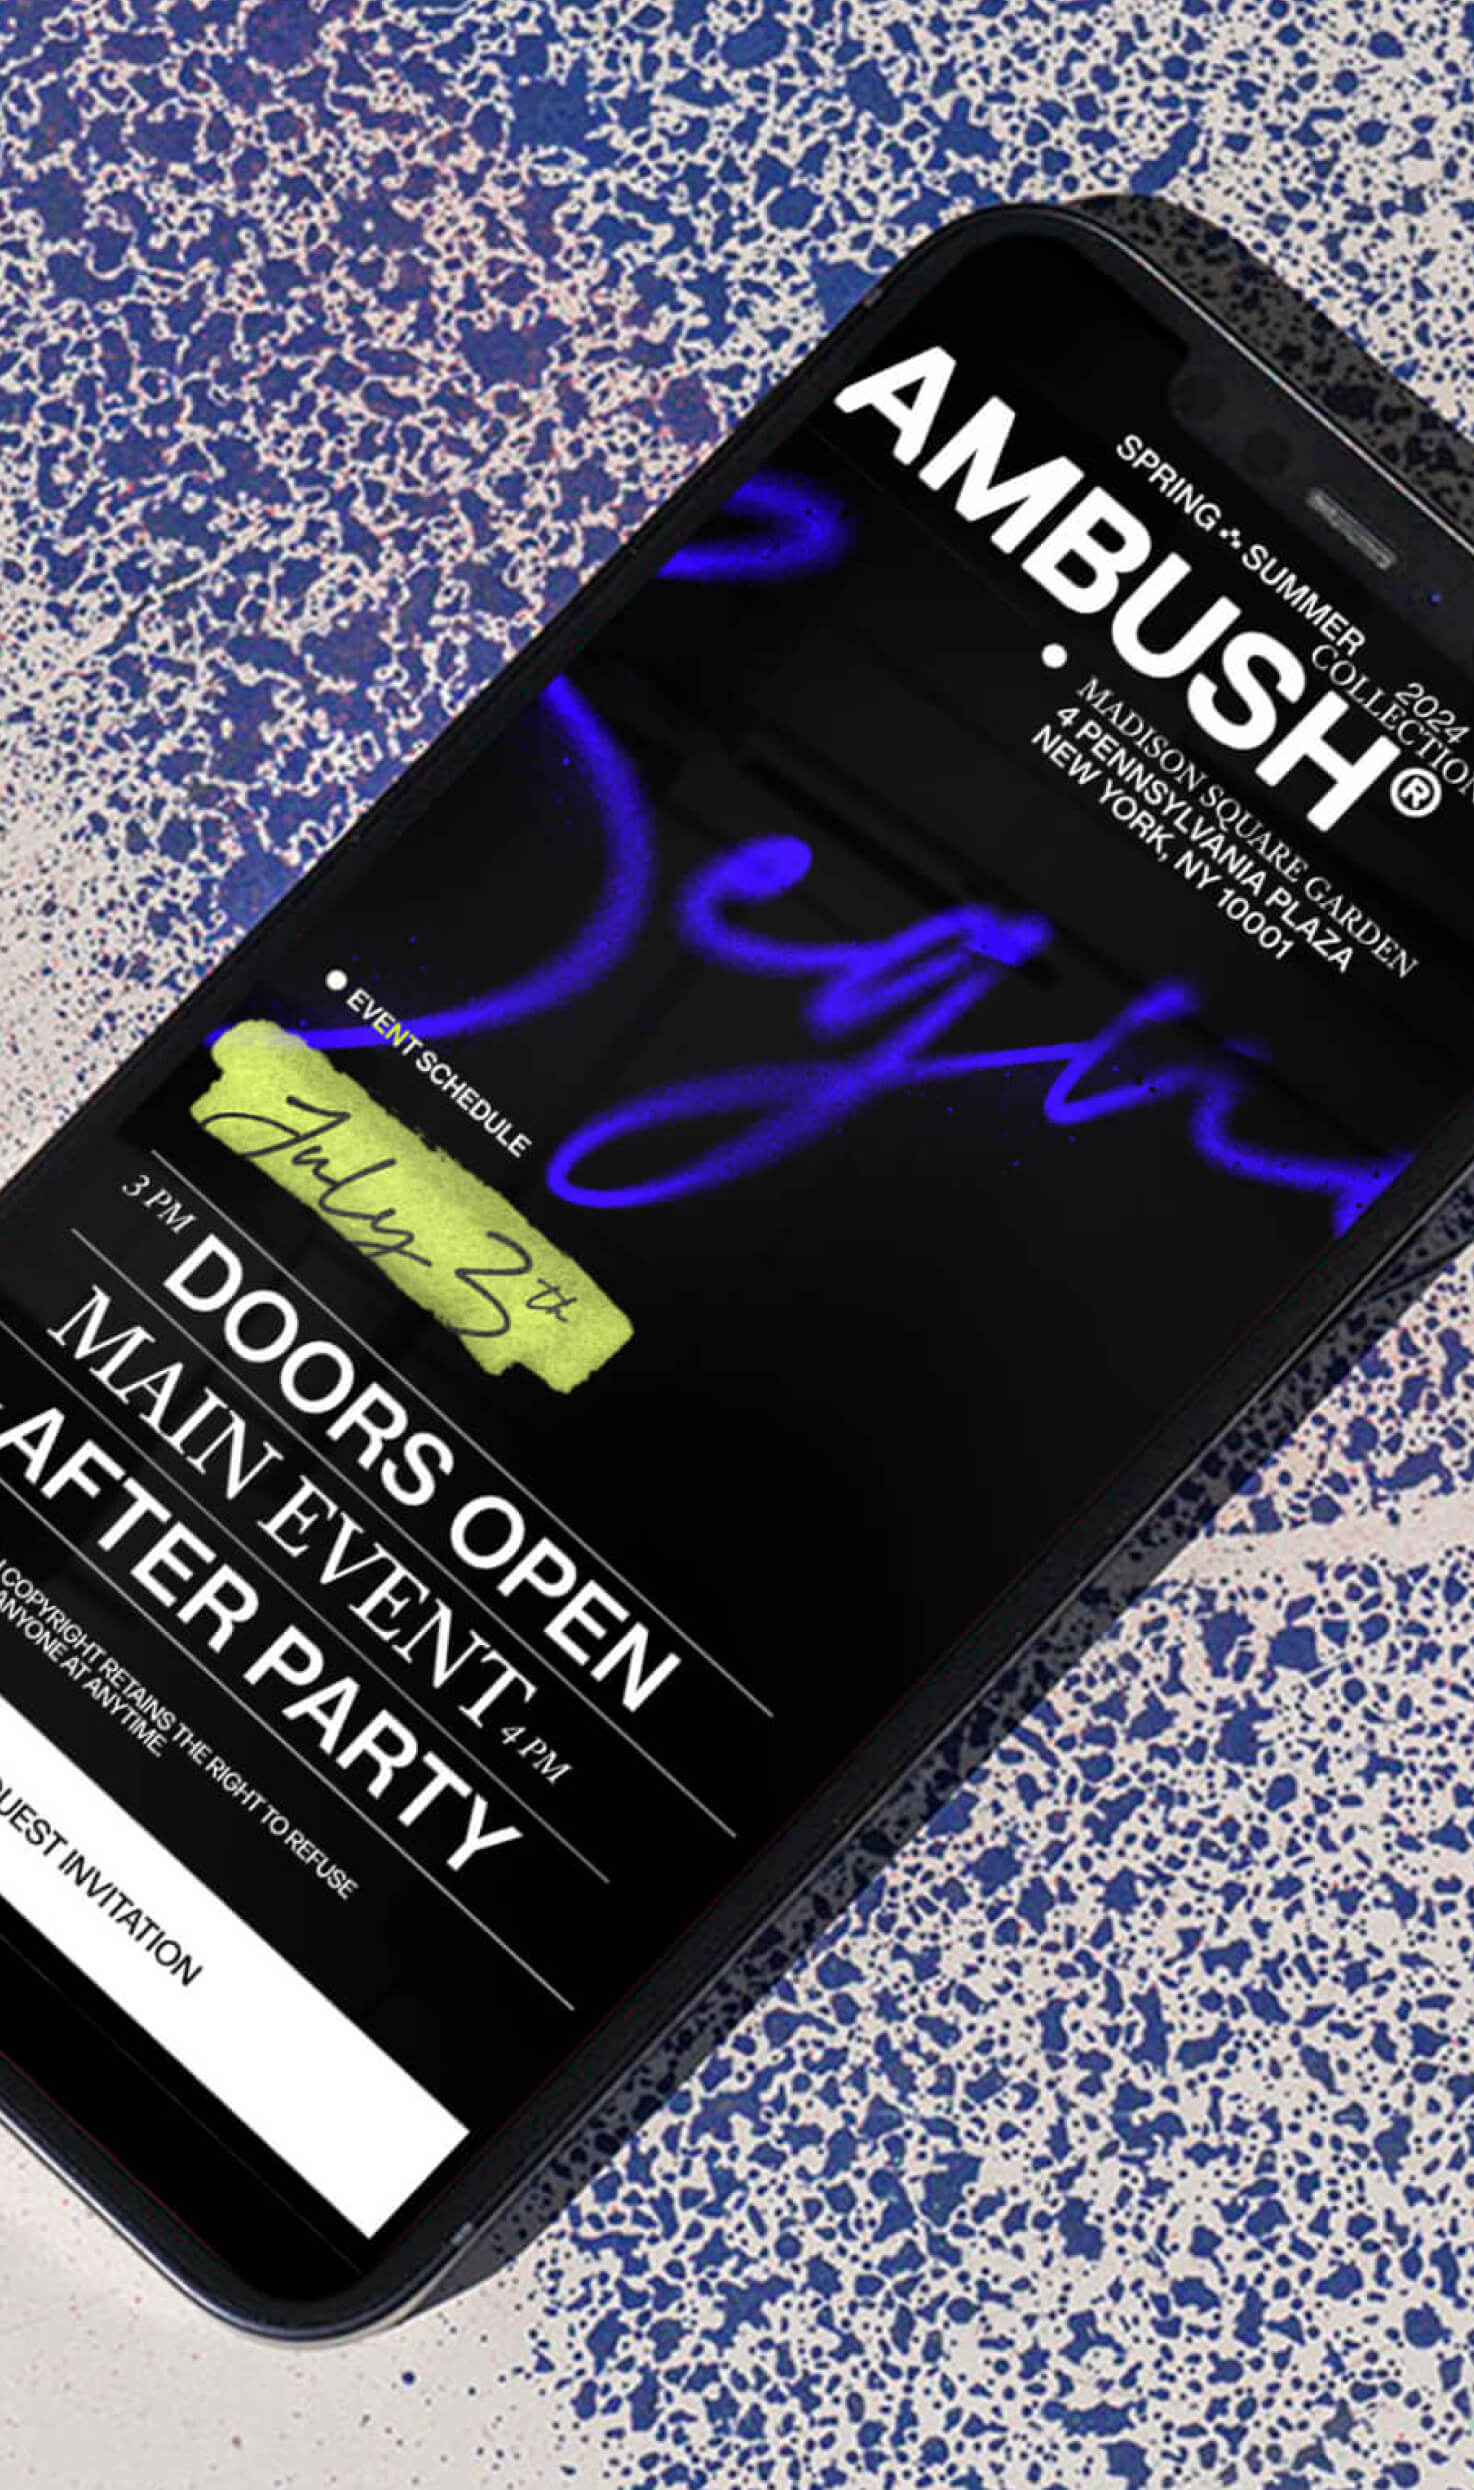 SPRING ∴ SUMMER
2024
AMBUSH®
MADISON SQUARE GARDEN
4 PENNSYLVANIA PLAZA
NEW YORK, NY 10001
EVENT SCHEDULE
July 3th
3 PM DOORS OPEN
MAIN EVENT 4 PM
AFTER PARTY
COPYRIGHT RETAINS THE RIGHT TO REFUSE
ANYONE AT ANYTIME.
INVITATION